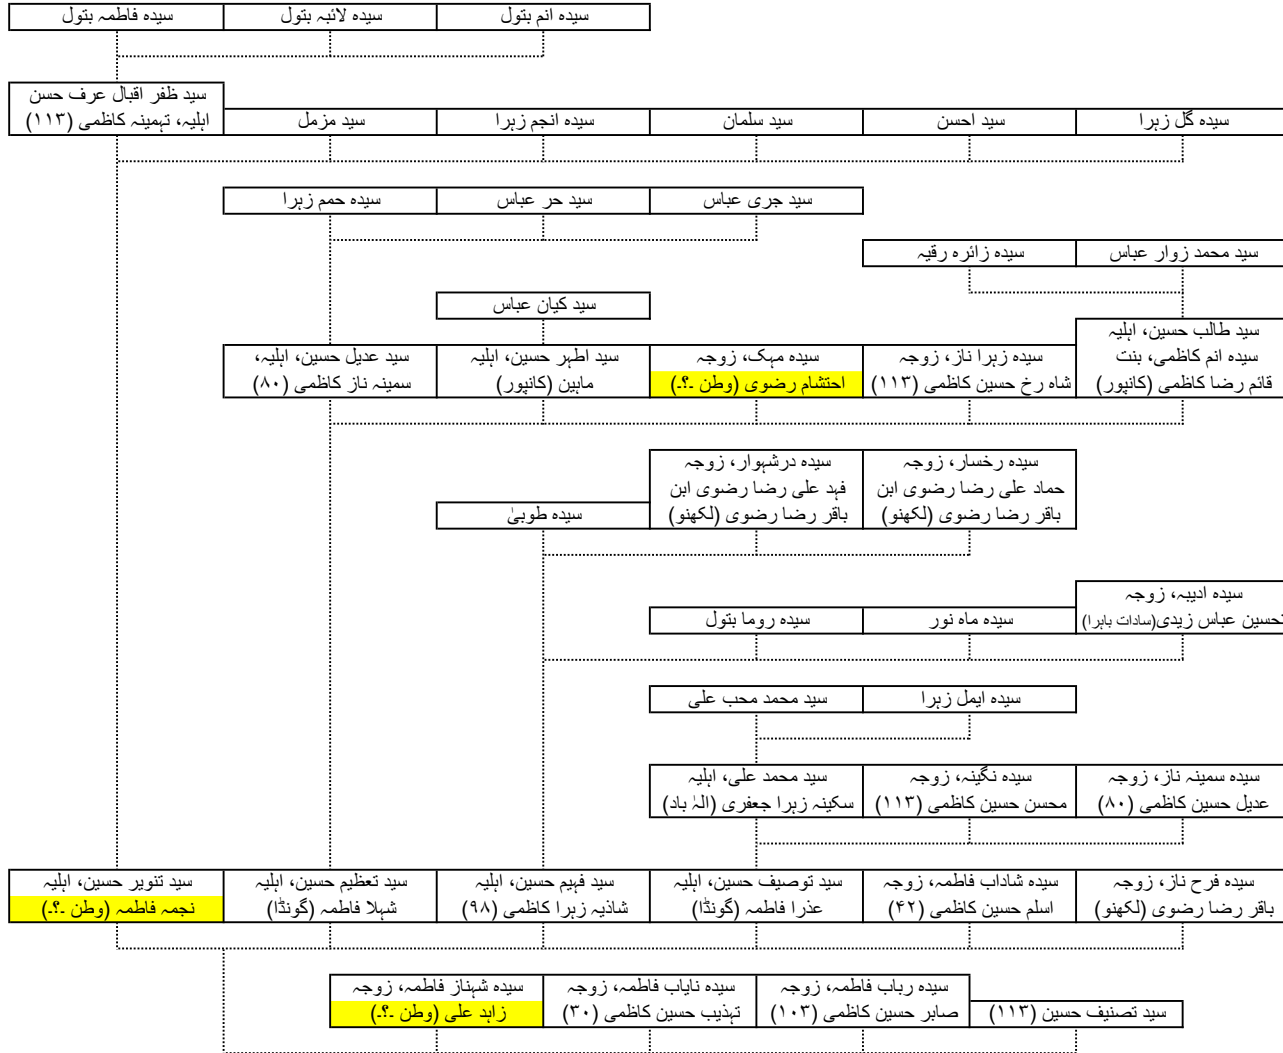 سیدہ انم بتول
سیدہ لائبہ بتول
سیدہ فاطمہ بتول
سیدہ گل زہرا
سید احسن
سید سلمان
سیدہ انجم زہرا
سید مزمل
سید ظفر اقبال عرف حسن
اہلیہ، تہمینہ کاظمی (۱۱۳)
سید جری عباس
سید حر عباس
سیدہ حمم زہرا
سید محمد زوار عباس
سیدہ زائرہ رقیہ
سید کیان عباس
سید طالب حسین، اہلیہ
سیدہ انم کاظمی، بنت
قائم رضا کاظمی (کانپور)
سیدہ زہرا ناز، زوجہ
شاہ رخ حسین کاظمی (۱۱۳)
سیدہ مہک، زوجہ
احتشام رضوی (وطن ۔؟۔)
سید اطہر حسین، اہلیہ
ماہین (کانپور)
سید عدیل حسین، اہلیہ،
سمینہ ناز کاظمی (۸۰)
سیدہ رخسار، زوجہ
حماد علی رضا رضوی ابن
باقر رضا رضوی (لکھنو)
سیدہ درشہوار، زوجہ
فہد علی رضا رضوی ابن
باقر رضا رضوی (لکھنو)
سیدہ طوبیٰ
سیدہ ادیبہ، زوجہ
تحسین عباس زیدی(سادات باہرا)
سیدہ ماہ نور
سیدہ روما بتول
سیدہ ایمل زہرا
سید محمد محب علی
سیدہ سمینہ ناز، زوجہ
عدیل حسین کاظمی (۸۰)
سیدہ نگینہ، زوجہ
محسن حسین کاظمی (۱۱۳)
سید محمد علی، اہلیہ
سکینہ زہرا جعفری (الہٰ باد)
سیدہ فرح ناز، زوجہ
باقر رضا رضوی (لکھنو)
سیدہ شاداب فاطمہ، زوجہ
اسلم حسین کاظمی (۴۲)
سید توصیف حسین، اہلیہ
عذرا فاطمہ (گونڈا)
سید فہیم حسین، اہلیہ
شاذیہ زہرا کاظمی (۹۸)
سید تعظیم حسین، اہلیہ
شہلا فاطمہ (گونڈا)
سید تنویر حسین، اہلیہ
نجمہ فاطمہ (وطن ۔؟۔)
سید تصنیف حسین (۱۱۳)
سیدہ رباب فاطمہ، زوجہ
صابر حسین کاظمی (۱۰۳)
سیدہ نایاب فاطمہ، زوجہ
تہذیب حسین کاظمی (۳۰)
سیدہ شہناز فاطمہ، زوجہ
زاہد علی (وطن ۔؟۔)